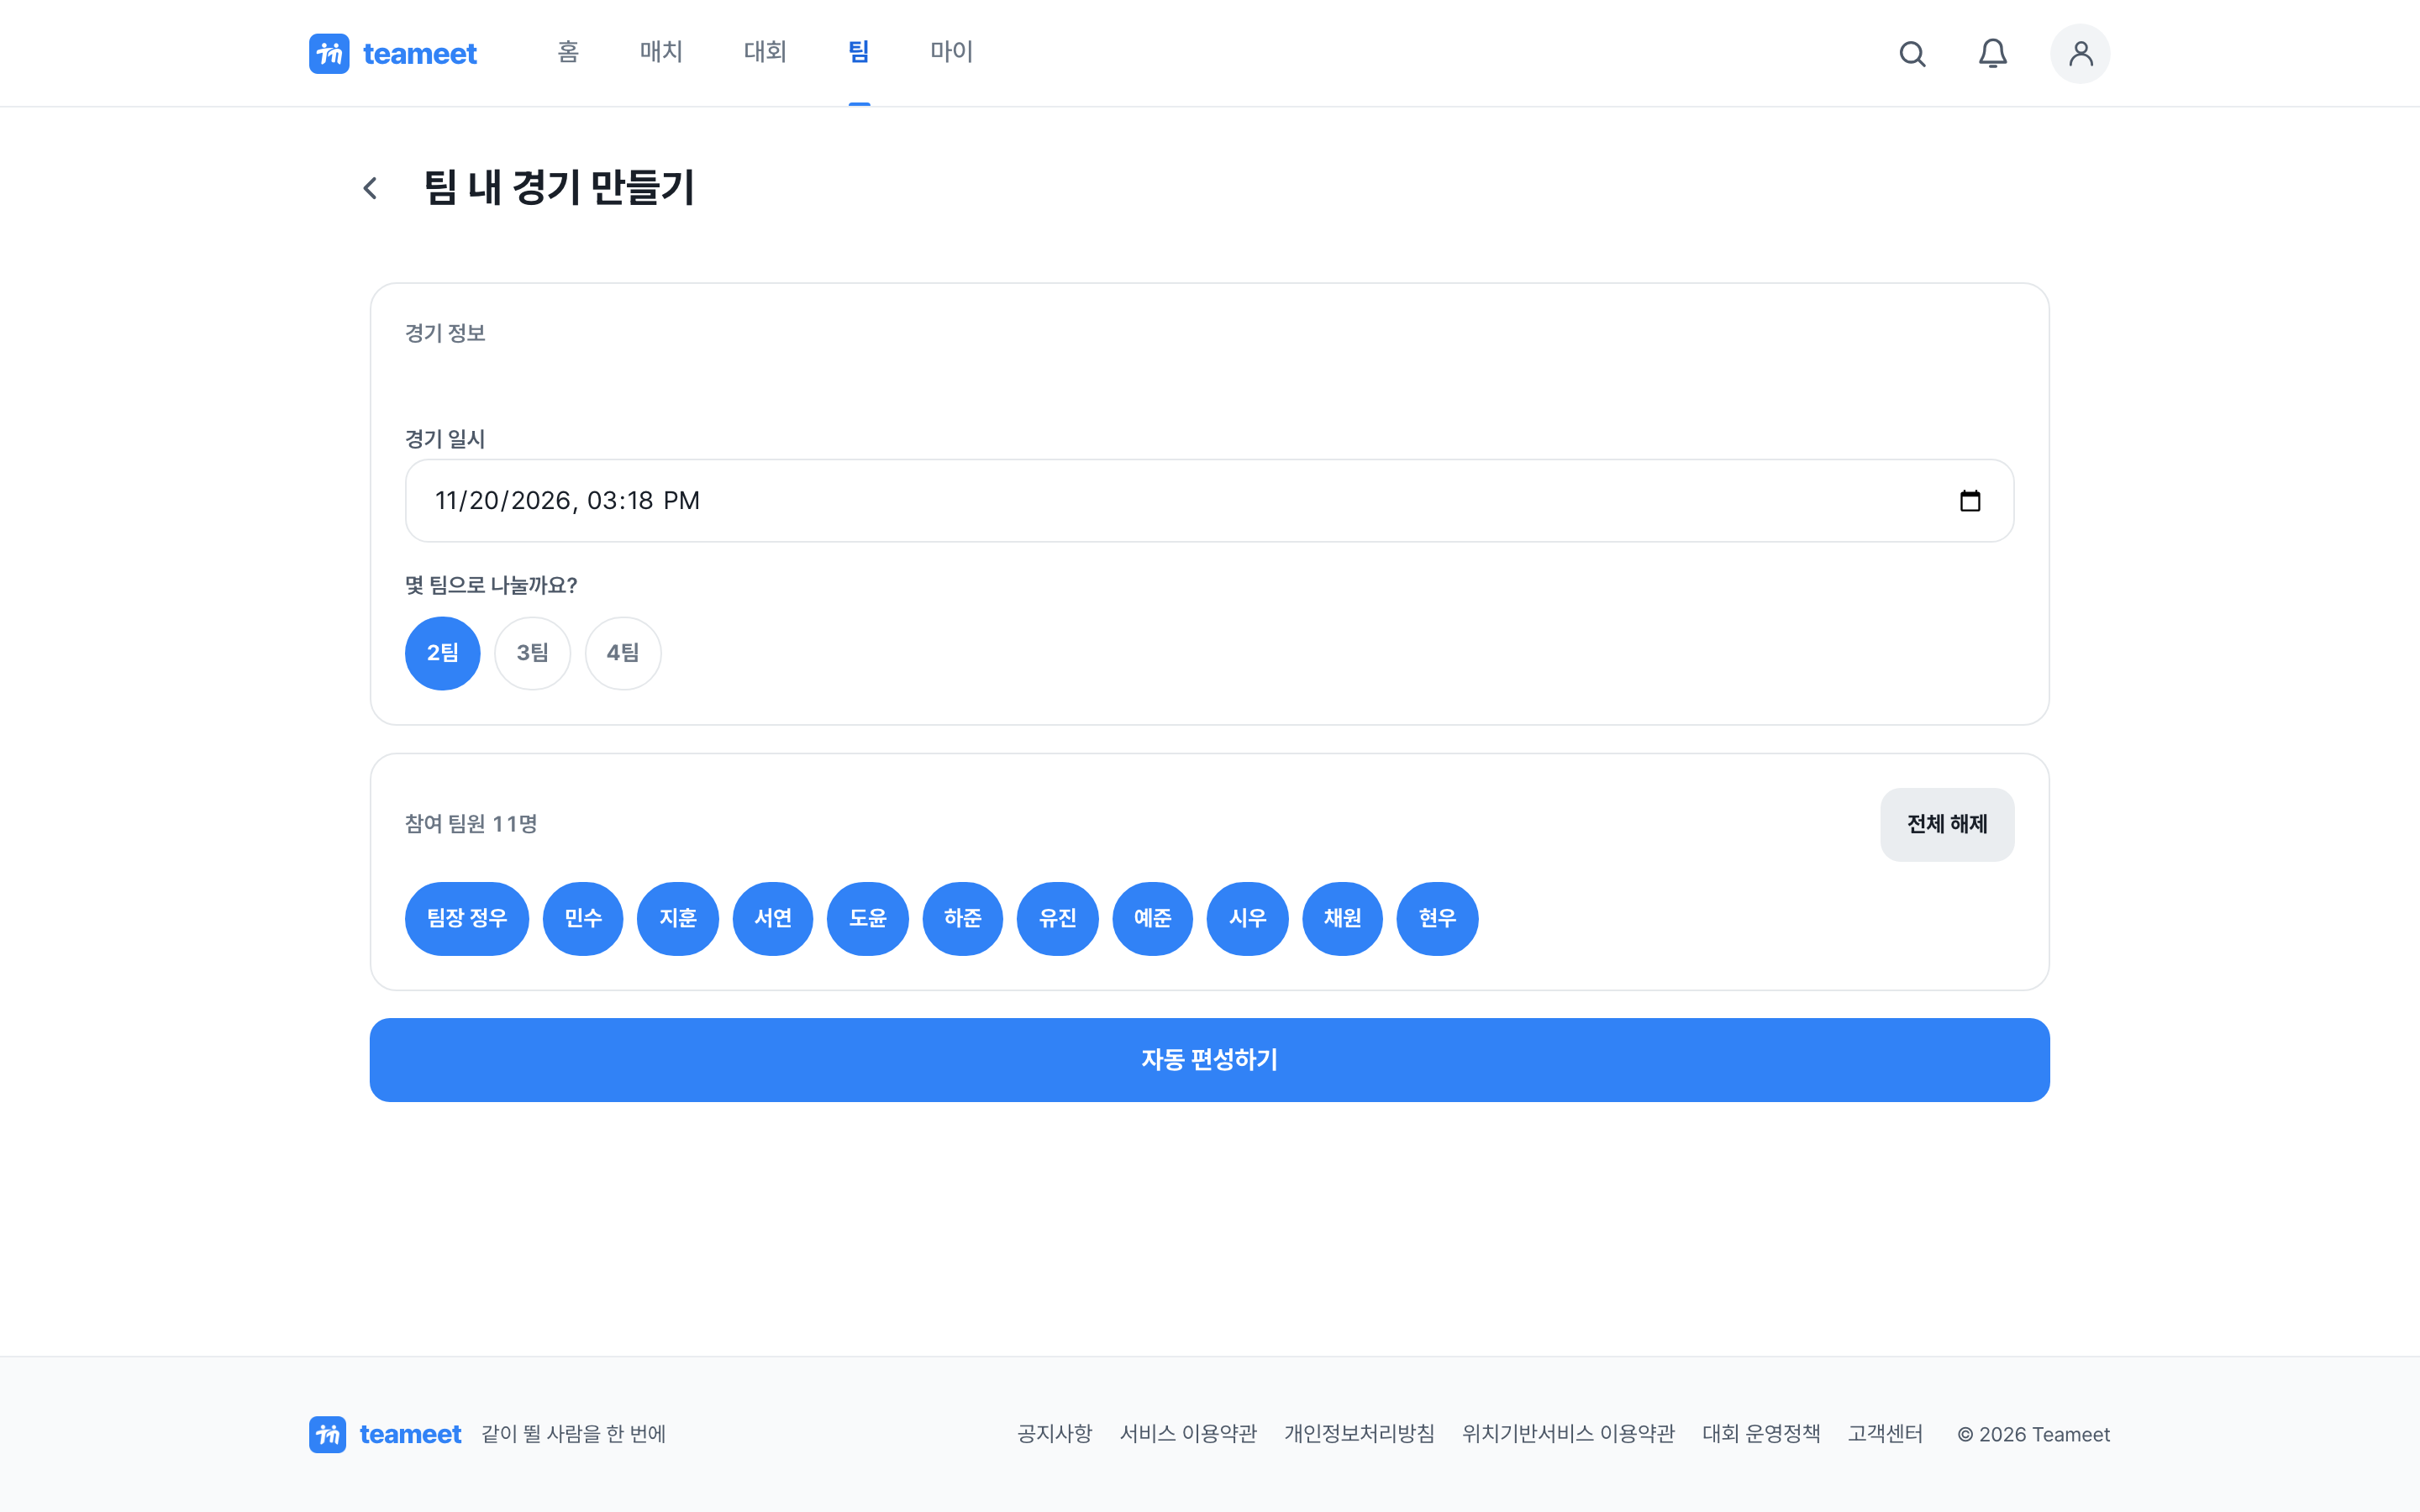 teameet 홈 매치 대회 팀 마이
팀 내 경기 만들기
경기 정보
경기 일시
11/20/2026, 03:18 PM
몇 팀으로 나눌까요?
2팀 3팀 4팀
참여 팀원 11명 전체 해제
팀장 정우 민수 지훈 서연 도윤 하준 유진 예준 시우 채원 현우
자동 편성하기
teameet 같이 뛸 사람을 한 번에 공지사항 서비스 이용약관 개인정보처리방침 위치기반서비스 이용약관 대회 운영정책 고객센터 © 2026 Teameet